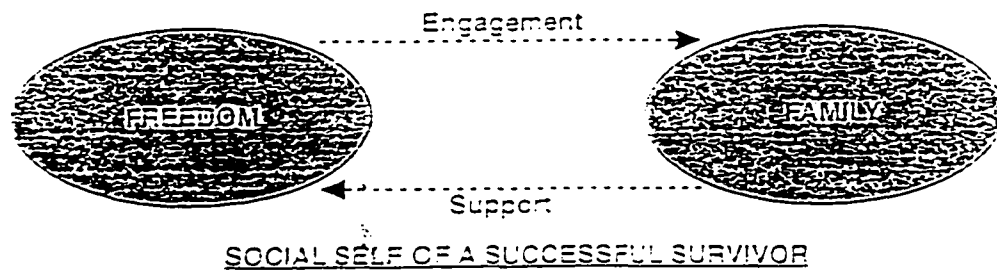 Engagement
FREEDOM
FAMILY
Support
SOCIAL SELF OF A SUCCESSFUL SURVIVOR